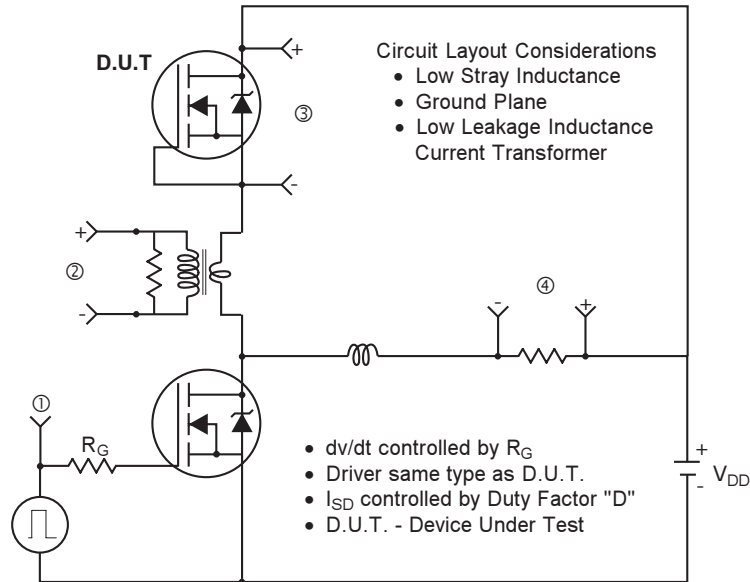 D.U.T
+
Circuit Layout Considerations
• Low Stray Inductance
• Ground Plane
• Low Leakage Inductance
Current Transformer
③
-
+
②
-
④
- +
①
R_G
• dv/dt controlled by R_G
• Driver same type as D.U.T.
• I_SD controlled by Duty Factor "D"
• D.U.T. - Device Under Test
+
V_DD
-